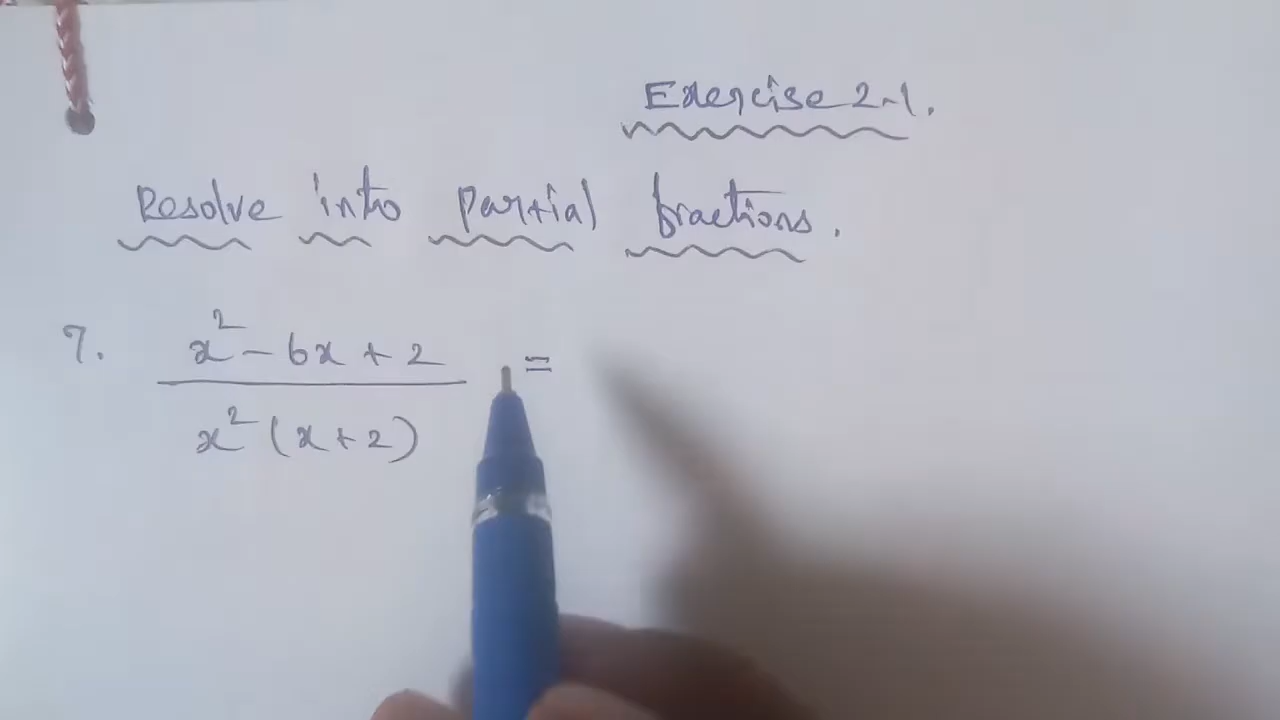 Exercise 2.1.
Resolve into partial fractions.
7. x² - 6x + 2 =
x² (x + 2)